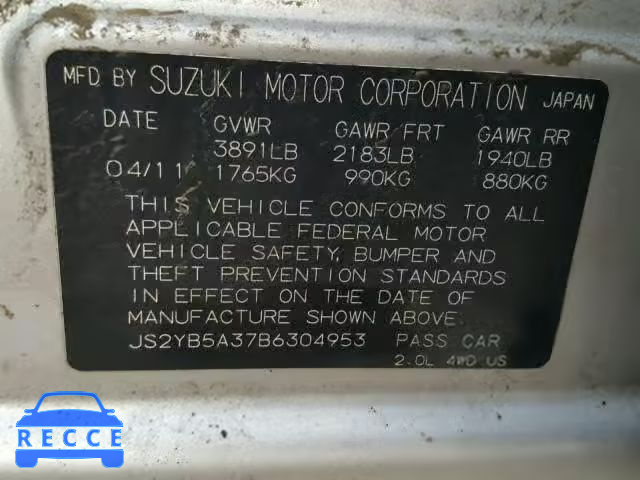 MFD BY SUZUKI MOTOR CORPORATION JAPAN
DATE GVWR GAWR FRT GAWR RR
3891LB 2183LB 1940LB
04/11 1765KG 990KG 880KG
THIS VEHICLE CONFORMS TO ALL
APPLICABLE FEDERAL MOTOR
VEHICLE SAFETY, BUMPER AND
THEFT PREVENTION STANDARDS
IN EFFECT ON THE DATE OF
MANUFACTURE SHOWN ABOVE.
JS2YB5A37B6304953 PASS CAR
2.0L 4WD US
RECCE